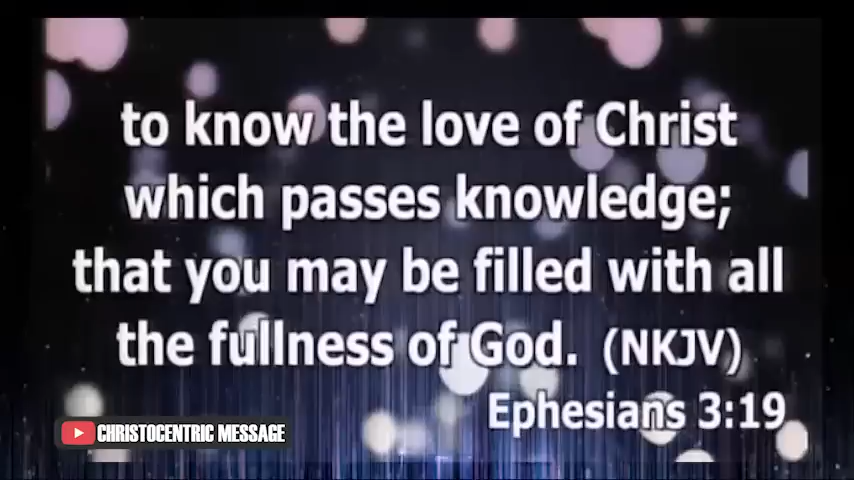 to know the love of Christ
which passes knowledge;
that you may be filled with all
the fullness of God. (NKJV)
Ephesians 3:19
CHRISTOCENTRIC MESSAGE